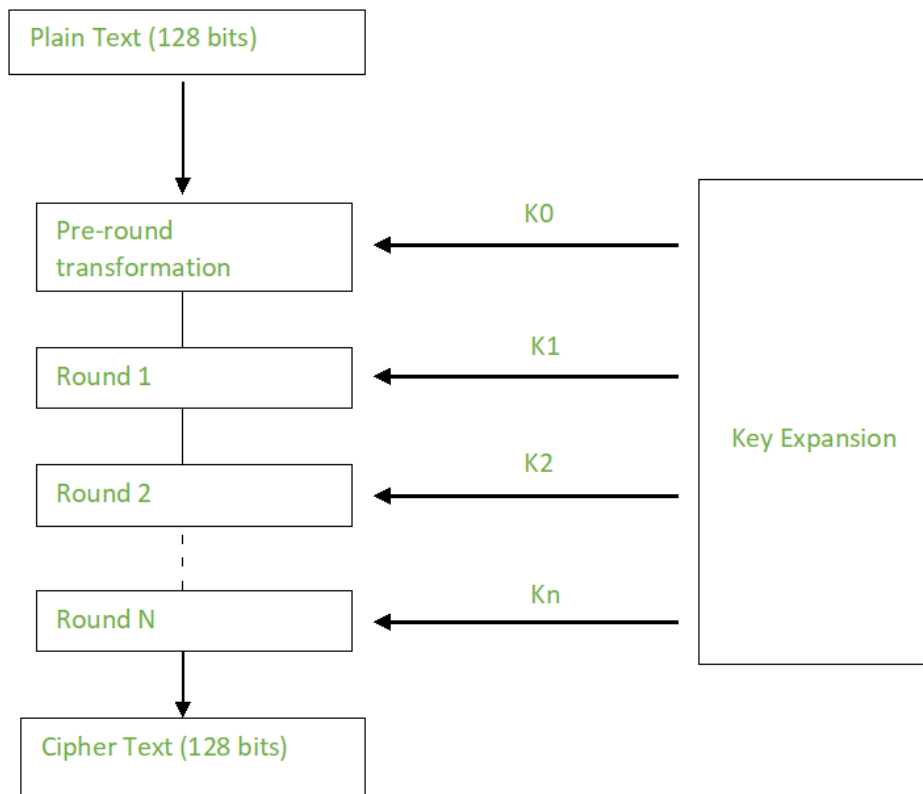 Plain Text (128 bits)
Pre-round
transformation
K0
Round 1
K1
Key Expansion
Round 2
K2
Round N
Kn
Cipher Text (128 bits)